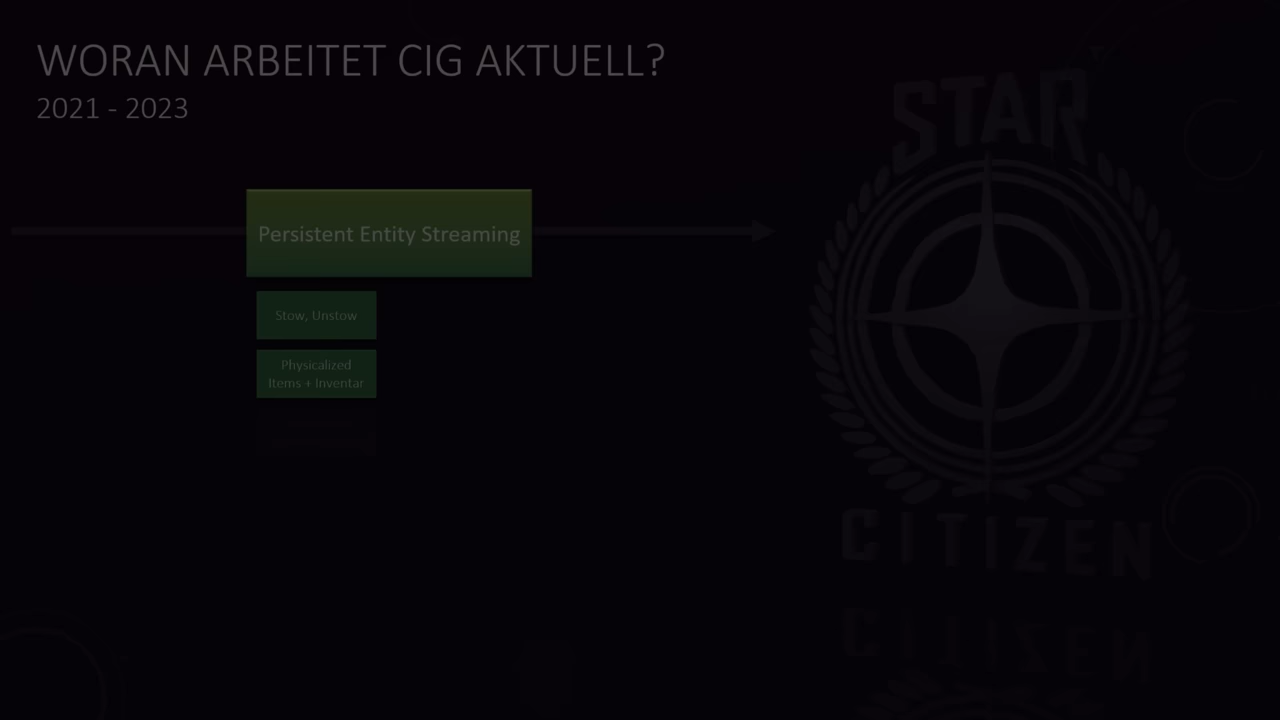 WORAN ARBEITET CIG AKTUELL?
2021 - 2023
Persistent Entity Streaming
Stow, Unstow
Physicalized
Items + Inventar
STAR
CITIZEN